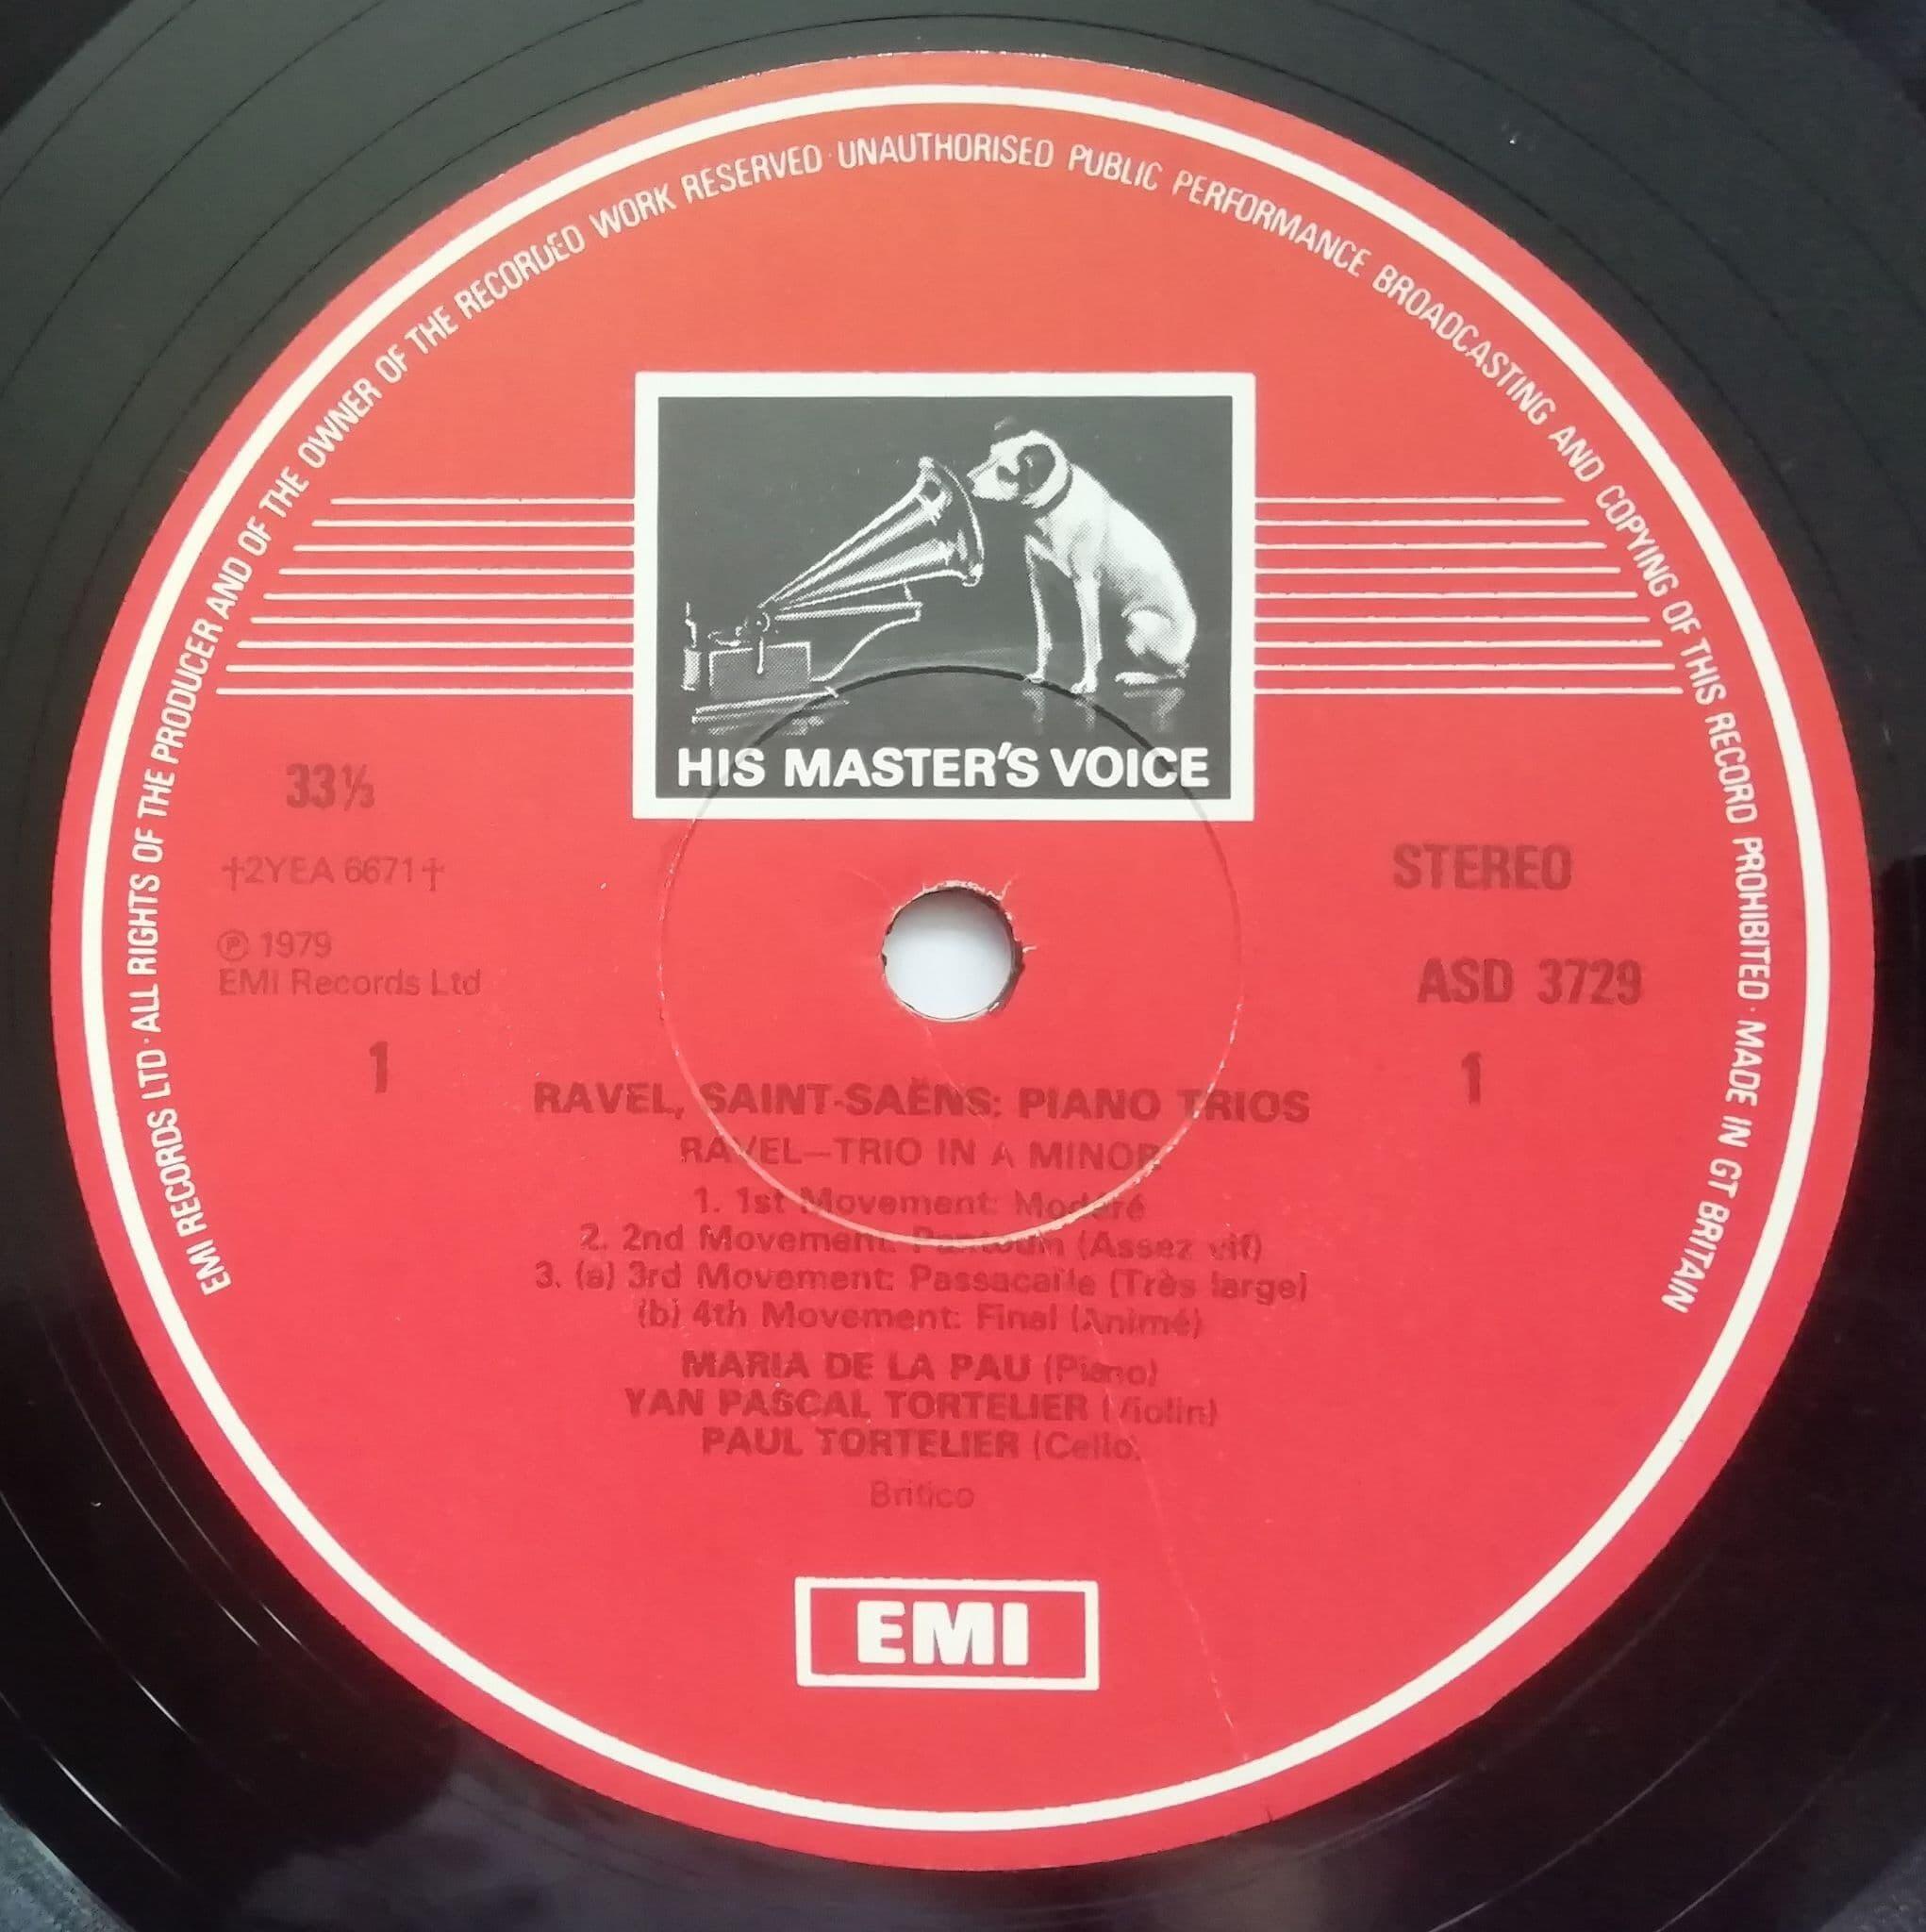 EMI RECORDS LTD · ALL RIGHTS OF THE PRODUCER AND OF THE OWNER OF THE RECORDED WORK RESERVED · UNAUTHORISED PUBLIC PERFORMANCE BROADCASTING AND COPYING OF THIS RECORD PROHIBITED · MADE IN GT BRITAIN
HIS MASTER'S VOICE
33⅓
†2YEA 6671†
℗ 1979
EMI Records Ltd
1
STEREO
ASD 3729
1
RAVEL, SAINT-SAËNS: PIANO TRIOS
RAVEL—TRIO IN A MINOR
1. 1st Movement: Modéré
2. 2nd Movement: Pantoum (Assez vif)
3. (a) 3rd Movement: Passacaille (Très large)
(b) 4th Movement: Final (Animé)
MARIA DE LA PAU (Piano)
YAN PASCAL TORTELIER (Violin)
PAUL TORTELIER (Cello)
Britico
EMI